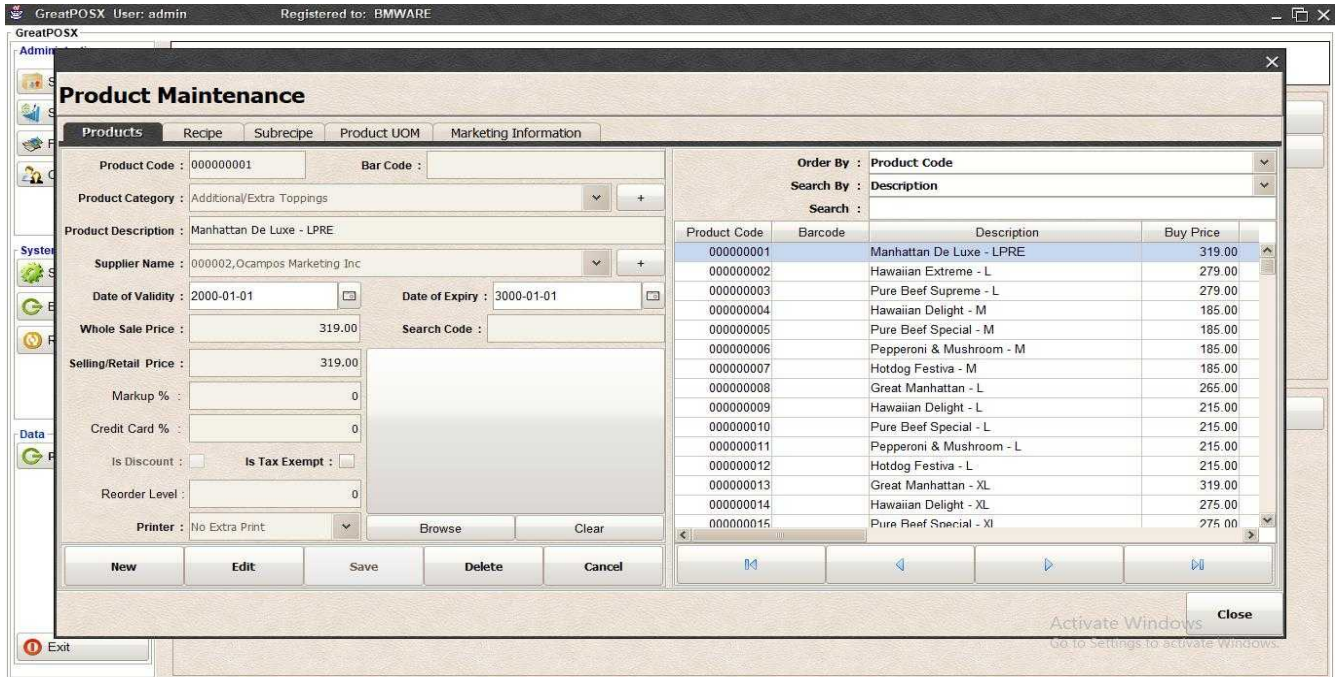 GreatPOSX User: admin Registered to: BMWARE
GreatPOSX
Product Maintenance
Products Recipe Subrecipe Product UOM Marketing Information
Product Code : 000000001 Bar Code :
Product Category : Additional/Extra Toppings +
Product Description : Manhattan De Luxe - LPRE
Supplier Name : 000002,Ocampos Marketing Inc +
Date of Validity : 2000-01-01 Date of Expiry : 3000-01-01
Whole Sale Price : 319.00 Search Code :
Selling/Retail Price : 319.00
Markup % : 0
Credit Card % : 0
Is Discount : Is Tax Exempt :
Reorder Level : 0
Printer : No Extra Print Browse Clear
New Edit Save Delete Cancel
Order By : Product Code
Search By : Description
Search :
Product Code Barcode Description Buy Price
000000001 Manhattan De Luxe - LPRE 319.00
000000002 Hawaiian Extreme - L 279.00
000000003 Pure Beef Supreme - L 279.00
000000004 Hawaiian Delight - M 185.00
000000005 Pure Beef Special - M 185.00
000000006 Pepperoni & Mushroom - M 185.00
000000007 Hotdog Festiva - M 185.00
000000008 Great Manhattan - L 265.00
000000009 Hawaiian Delight - L 215.00
000000010 Pure Beef Special - L 215.00
000000011 Pepperoni & Mushroom - L 215.00
000000012 Hotdog Festiva - L 215.00
000000013 Great Manhattan - XL 319.00
000000014 Hawaiian Delight - XL 275.00
000000015 Pure Beef Special - XL 275.00
Close
Activate Windows
Go to Settings to activate Windows.
Data
Exit